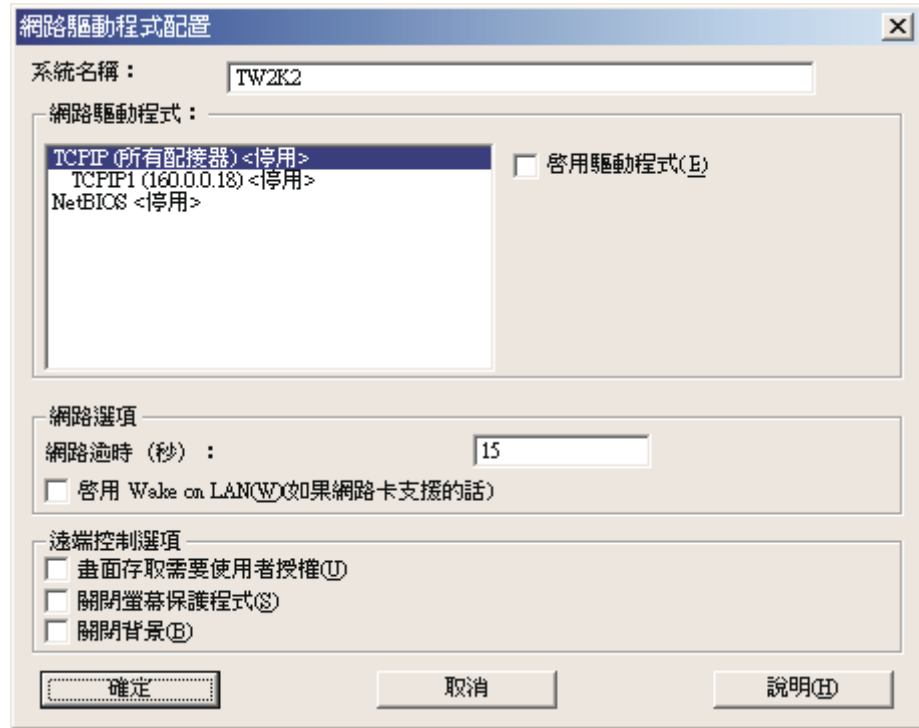 網路驅動程式配置
系統名稱：
TW2K2
網路驅動程式：
TCPIP (所有配接器) <停用>
TCPIP1 (160.0.0.18) <停用>
NetBIOS <停用>
啓用驅動程式(E)
網路選項
網路逾時 (秒) ：
15
啓用 Wake on LAN(W)(如果網路卡支援的話)
遠端控制選項
畫面存取需要使用者授權(U)
關閉螢幕保護程式(S)
關閉背景(B)
確定
取消
說明(H)